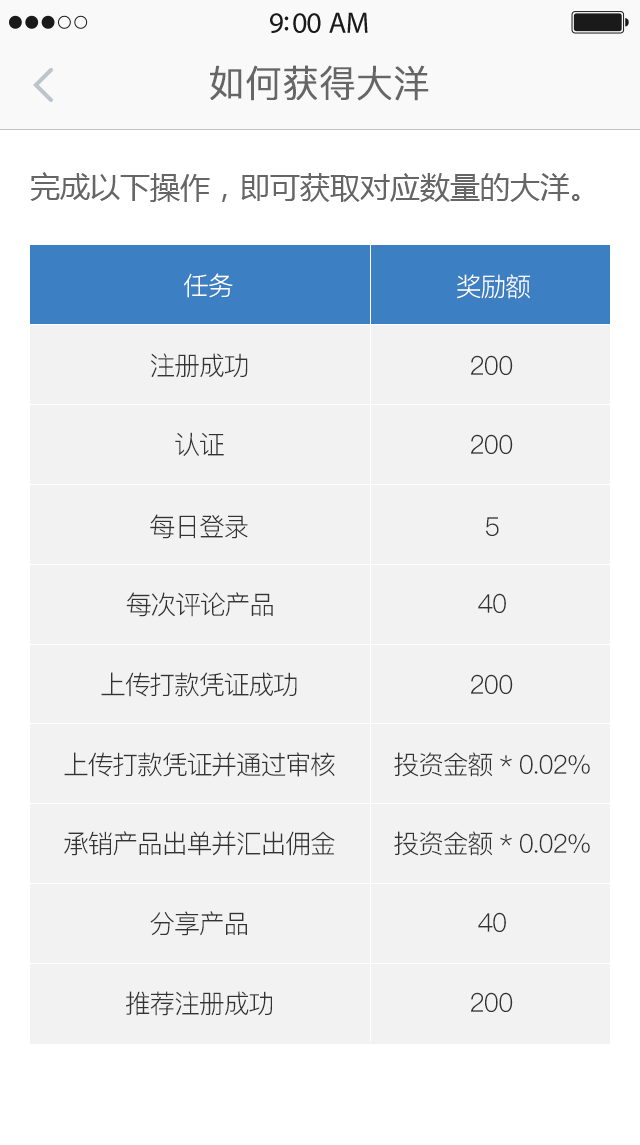 9:00 AM
如何获得大洋
完成以下操作，即可获取对应数量的大洋。
任务 奖励额
注册成功 200
认证 200
每日登录 5
每次评论产品 40
上传打款凭证成功 200
上传打款凭证并通过审核 投资金额 * 0.02%
承销产品出单并汇出佣金 投资金额 * 0.02%
分享产品 40
推荐注册成功 200